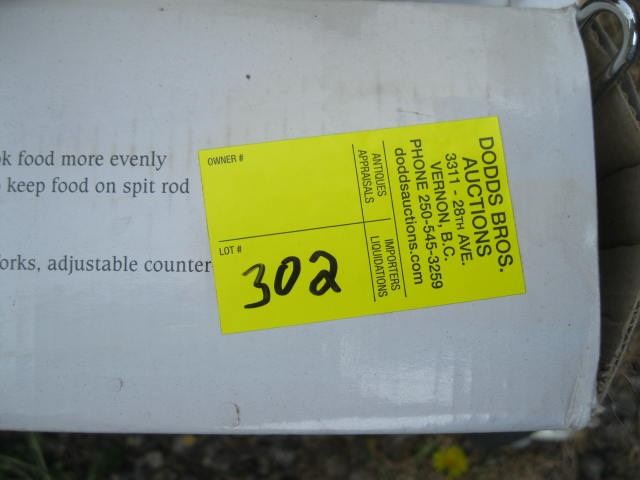 k food more evenly
keep food on spit rod
orks, adjustable counter
OWNER #
LOT #
302
ANTIQUES
APPRAISALS
IMPORTERS
LIQUIDATIONS
DODDS BROS.
AUCTIONS
3311 - 28TH AVE.
VERNON, B.C.
PHONE 250-545-3259
doddsauctions.com